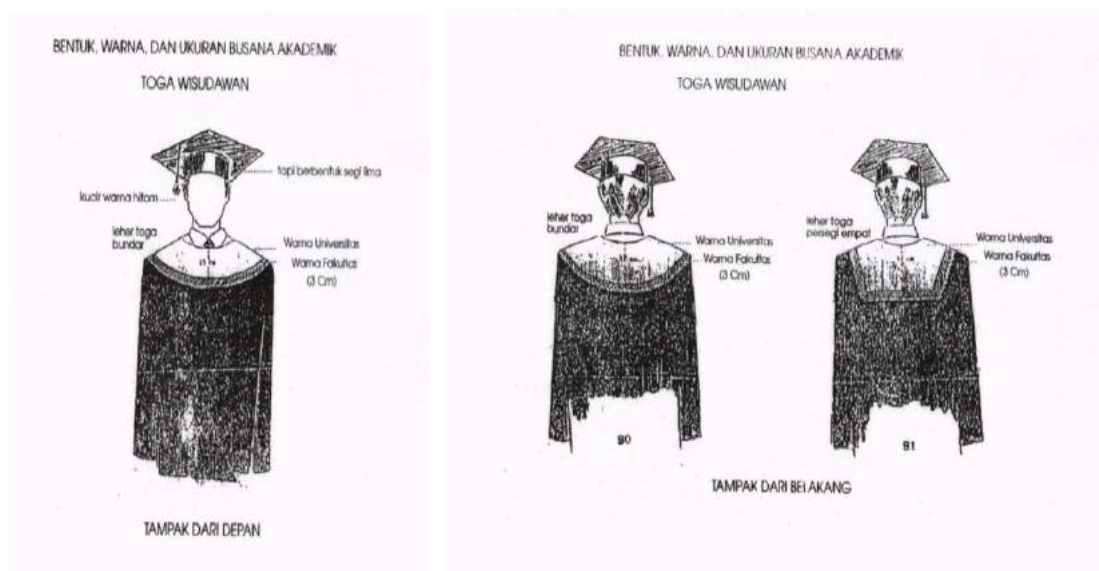 BENTUK, WARNA, DAN UKURAN BUSANA AKADEMIK
TOGA WISUDAWAN
topi berbentuk segi lima
kucir warna hitam
leher toga
bundar
Warna Universitas
Warna Fakultas
(3 Cm)
TAMPAK DARI DEPAN
BENTUK, WARNA, DAN UKURAN BUSANA AKADEMIK
TOGA WISUDAWAN
leher toga
bundar
Warna Universitas
Warna Fakultas
(3 Cm)
leher toga
persegi empat
Warna Universitas
Warna Fakultas
(3 Cm)
TAMPAK DARI BELAKANG